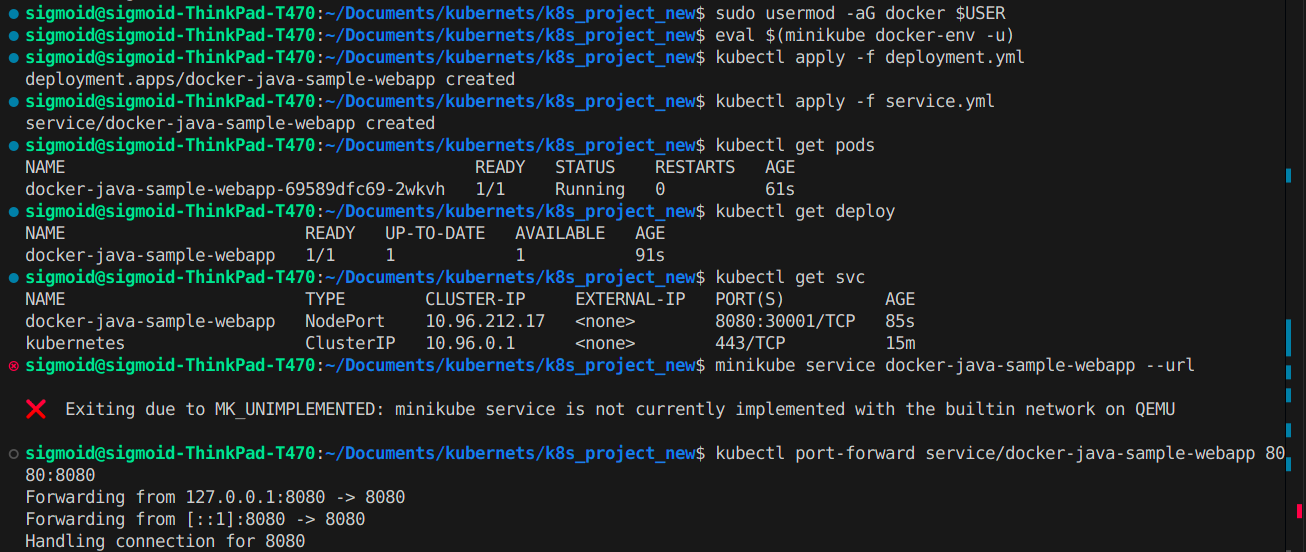 sigmoid@sigmoid-ThinkPad-T470:~/Documents/kubernets/k8s_project_new$ sudo usermod -aG docker $USER
sigmoid@sigmoid-ThinkPad-T470:~/Documents/kubernets/k8s_project_new$ eval $(minikube docker-env -u)
sigmoid@sigmoid-ThinkPad-T470:~/Documents/kubernets/k8s_project_new$ kubectl apply -f deployment.yml
deployment.apps/docker-java-sample-webapp created
sigmoid@sigmoid-ThinkPad-T470:~/Documents/kubernets/k8s_project_new$ kubectl apply -f service.yml
service/docker-java-sample-webapp created
sigmoid@sigmoid-ThinkPad-T470:~/Documents/kubernets/k8s_project_new$ kubectl get pods
NAME                                         READY   STATUS    RESTARTS   AGE
docker-java-sample-webapp-69589dfc69-2wkvh   1/1     Running   0          61s
sigmoid@sigmoid-ThinkPad-T470:~/Documents/kubernets/k8s_project_new$ kubectl get deploy
NAME                        READY   UP-TO-DATE   AVAILABLE   AGE
docker-java-sample-webapp   1/1     1            1           91s
sigmoid@sigmoid-ThinkPad-T470:~/Documents/kubernets/k8s_project_new$ kubectl get svc
NAME                        TYPE        CLUSTER-IP     EXTERNAL-IP   PORT(S)          AGE
docker-java-sample-webapp   NodePort    10.96.212.17   <none>        8080:30001/TCP   85s
kubernetes                  ClusterIP   10.96.0.1      <none>        443/TCP          15m
sigmoid@sigmoid-ThinkPad-T470:~/Documents/kubernets/k8s_project_new$ minikube service docker-java-sample-webapp --url
❌  Exiting due to MK_UNIMPLEMENTED: minikube service is not currently implemented with the builtin network on QEMU
sigmoid@sigmoid-ThinkPad-T470:~/Documents/kubernets/k8s_project_new$ kubectl port-forward service/docker-java-sample-webapp 80
80:8080
Forwarding from 127.0.0.1:8080 -> 8080
Forwarding from [::1]:8080 -> 8080
Handling connection for 8080